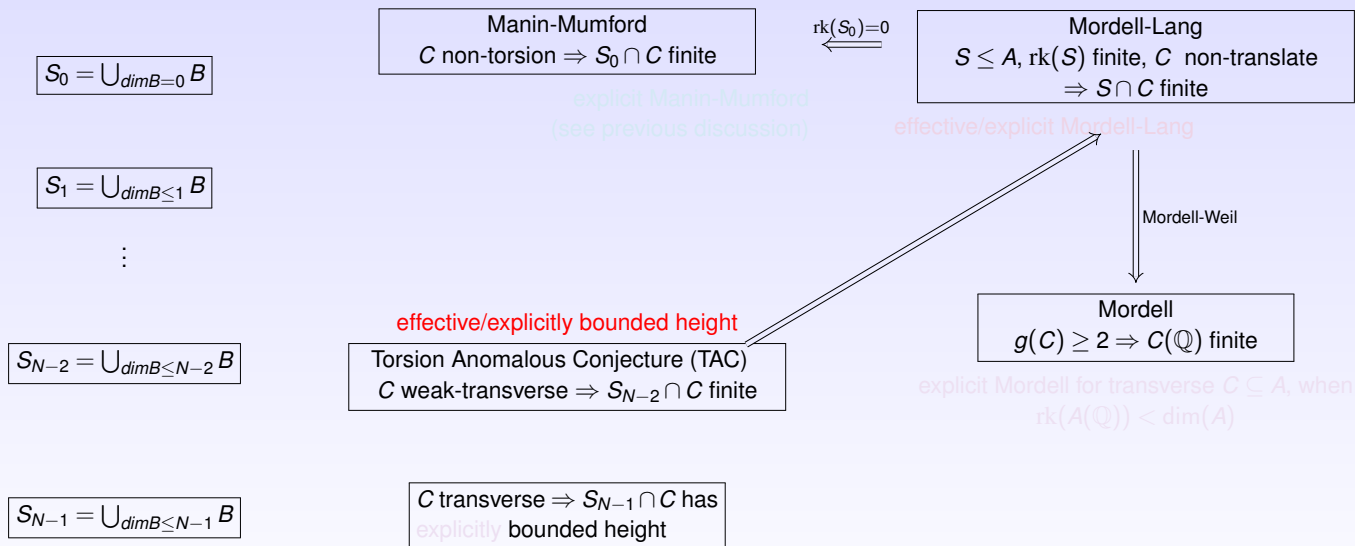 Manin-Mumford
C non-torsion ⇒ S₀ ∩ C finite
rk(S₀)=0
Mordell-Lang
S ≤ A, rk(S) finite, C non-translate
⇒ S ∩ C finite
S₀ = ⋃_{dimB=0} B
explicit Manin-Mumford
(see previous discussion)
effective/explicit Mordell-Lang
S₁ = ⋃_{dimB≤1} B
⋮
Mordell-Weil
effective/explicitly bounded height
Mordell
g(C) ≥ 2 ⇒ C(ℚ) finite
S_{N−2} = ⋃_{dimB≤N−2} B
Torsion Anomalous Conjecture (TAC)
C weak-transverse ⇒ S_{N−2} ∩ C finite
explicit Mordell for transverse C ⊆ A, when
rk(A(ℚ)) < dim(A)
S_{N−1} = ⋃_{dimB≤N−1} B
C transverse ⇒ S_{N−1} ∩ C has
explicitly bounded height